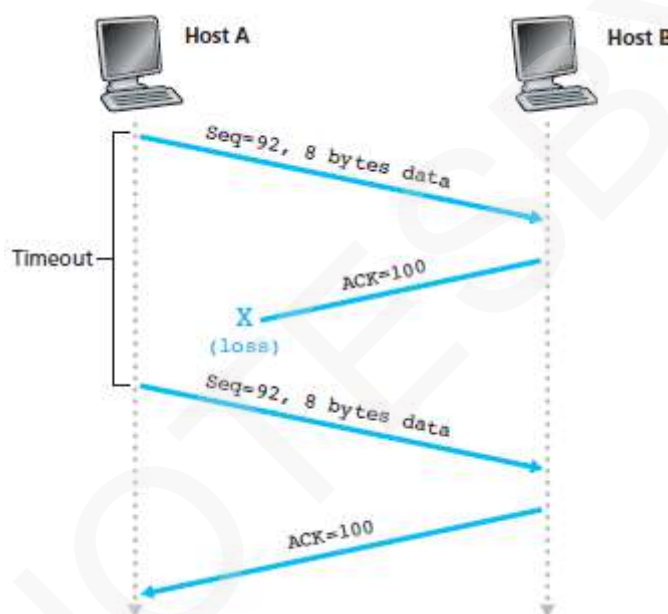 Host A
Host B
Seq=92, 8 bytes data
Timeout
ACK=100
X
(loss)
Seq=92, 8 bytes data
ACK=100